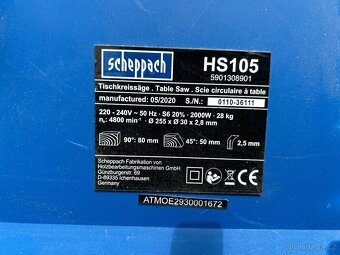 scheppach
HS105
5901308901
Tischkreissäge . Table Saw . Scie circulaire à table
manufactured: 05/2020 S./N.: 0110-36111
220 - 240V~ 50 Hz · S6 20% · 2000W · 28 kg
n₀: 4800 min⁻¹ · Ø 255 x Ø 30 x 2,8 mm
90°: 80 mm 45°: 50 mm 2,5 mm
Scheppach Fabrikation von
Holzbearbeitungsmaschinen GmbH
Günzburger str. 69
D-89335 Ichenhausen
Germany
ATMOE2930001672